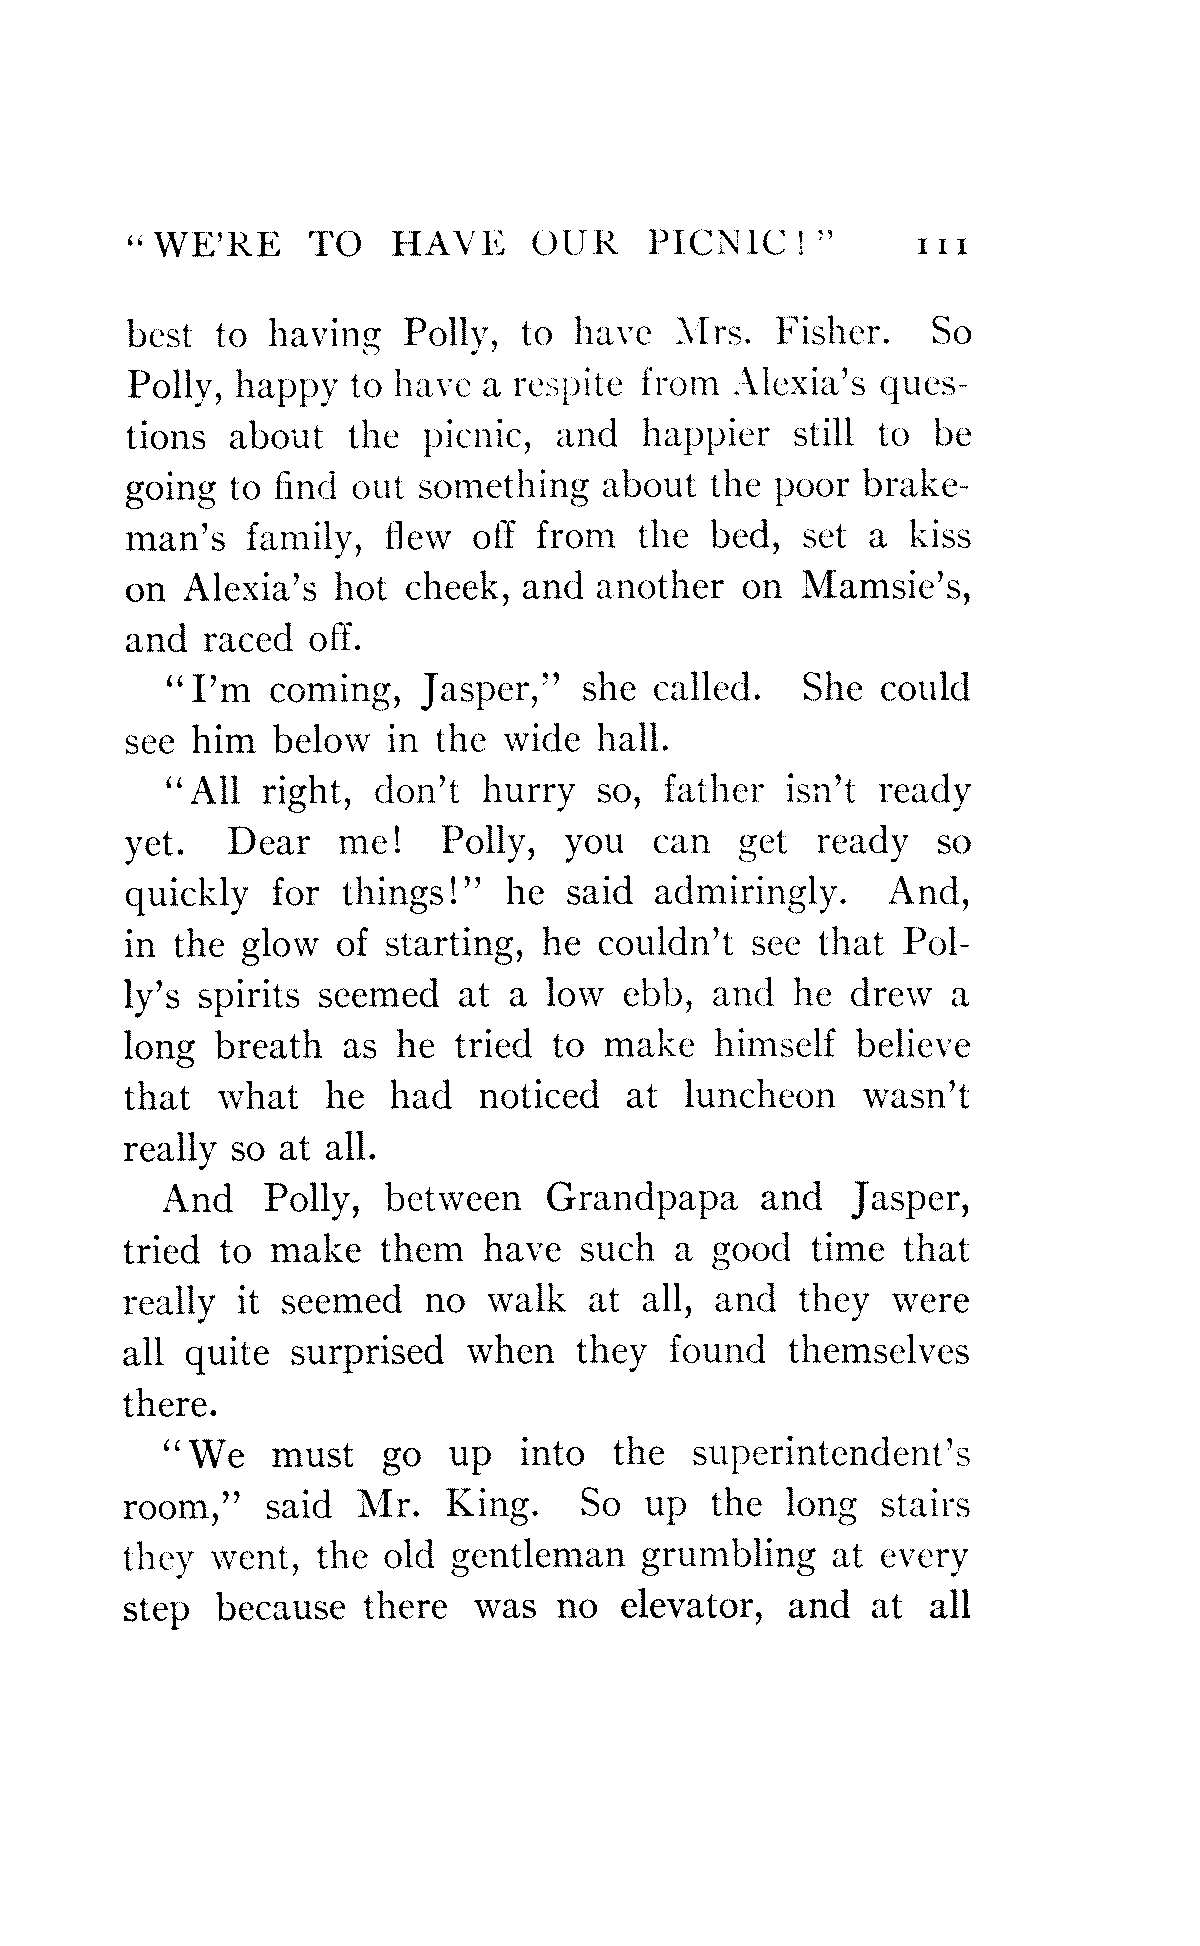 "WE'RE TO HAVE OUR PICNIC!" 111
best to having Polly, to have Mrs. Fisher. So
Polly, happy to have a respite from Alexia's ques-
tions about the picnic, and happier still to be
going to find out something about the poor brake-
man's family, flew off from the bed, set a kiss
on Alexia's hot cheek, and another on Mamsie's,
and raced off.
"I'm coming, Jasper," she called. She could
see him below in the wide hall.
"All right, don't hurry so, father isn't ready
yet. Dear me! Polly, you can get ready so
quickly for things!" he said admiringly. And,
in the glow of starting, he couldn't see that Pol-
ly's spirits seemed at a low ebb, and he drew a
long breath as he tried to make himself believe
that what he had noticed at luncheon wasn't
really so at all.
And Polly, between Grandpapa and Jasper,
tried to make them have such a good time that
really it seemed no walk at all, and they were
all quite surprised when they found themselves
there.
"We must go up into the superintendent's
room," said Mr. King. So up the long stairs
they went, the old gentleman grumbling at every
step because there was no elevator, and at all